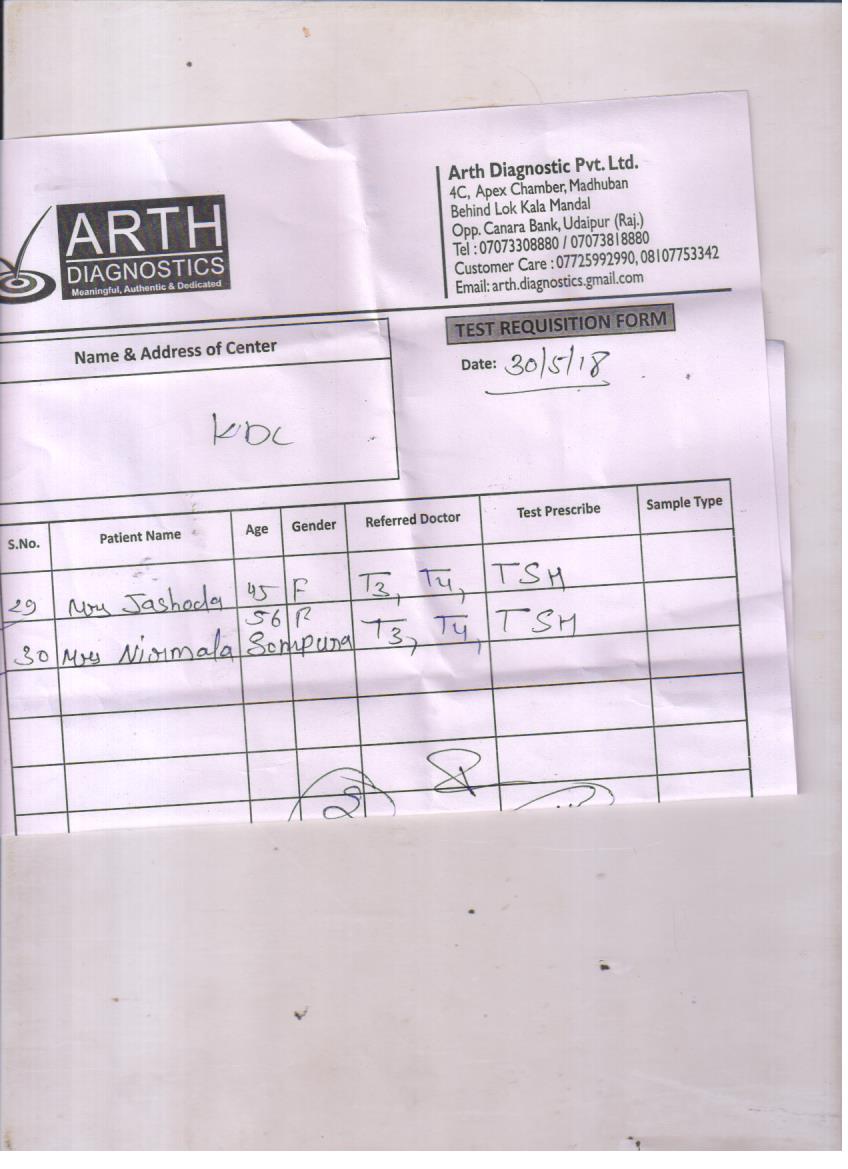 ARTH
DIAGNOSTICS
Meaningful, Authentic & Dedicated
Arth Diagnostic Pvt. Ltd.
4C, Apex Chamber, Madhuban
Behind Lok Kala Mandal
Opp. Canara Bank, Udaipur (Raj.)
Tel : 07073308880 / 07073818880
Customer Care : 07725992990, 08107753342
Email: arth.diagnostics.gmail.com
TEST REQUISITION FORM
Name & Address of Center
Date: 30/5/18
KDC
S.No. Patient Name Age Gender Referred Doctor Test Prescribe Sample Type
29 Mrs Jashoda 45 F T3, T4, TSH
56 F
30 Mrs Nirmala Sompura T3, T4, TSH